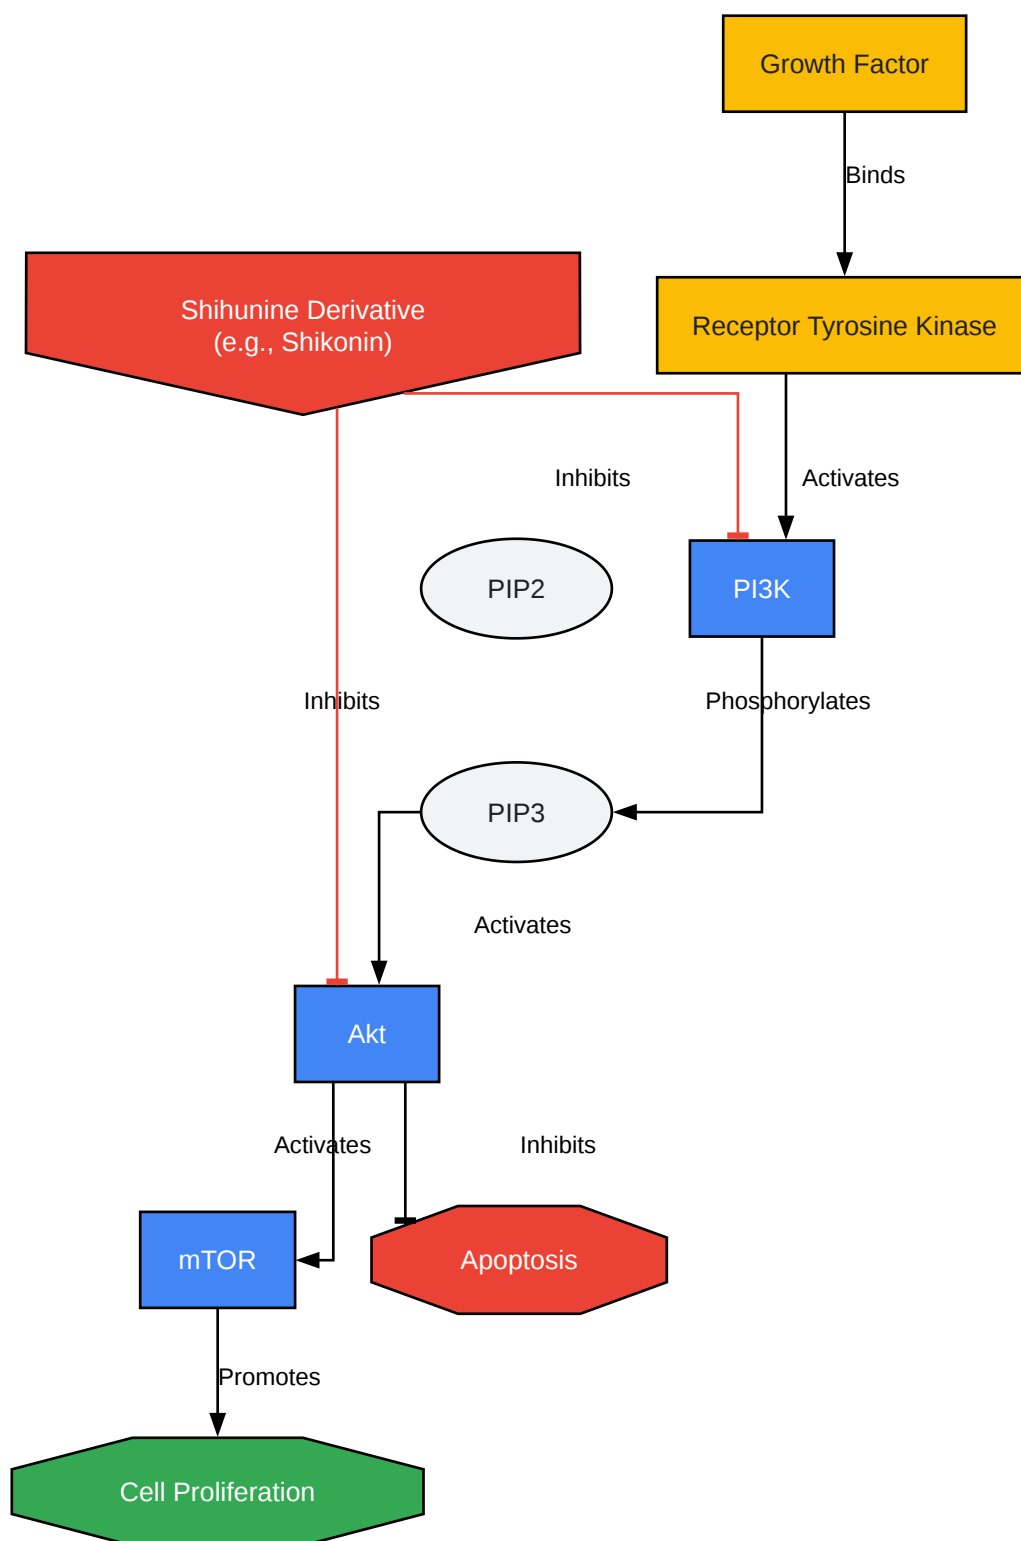 Growth Factor
Binds
Shihunine Derivative
(e.g., Shikonin)
Receptor Tyrosine Kinase
Inhibits
Activates
PIP2
PI3K
Inhibits
Phosphorylates
PIP3
Activates
Akt
Activates
Inhibits
mTOR
Apoptosis
Promotes
Cell Proliferation